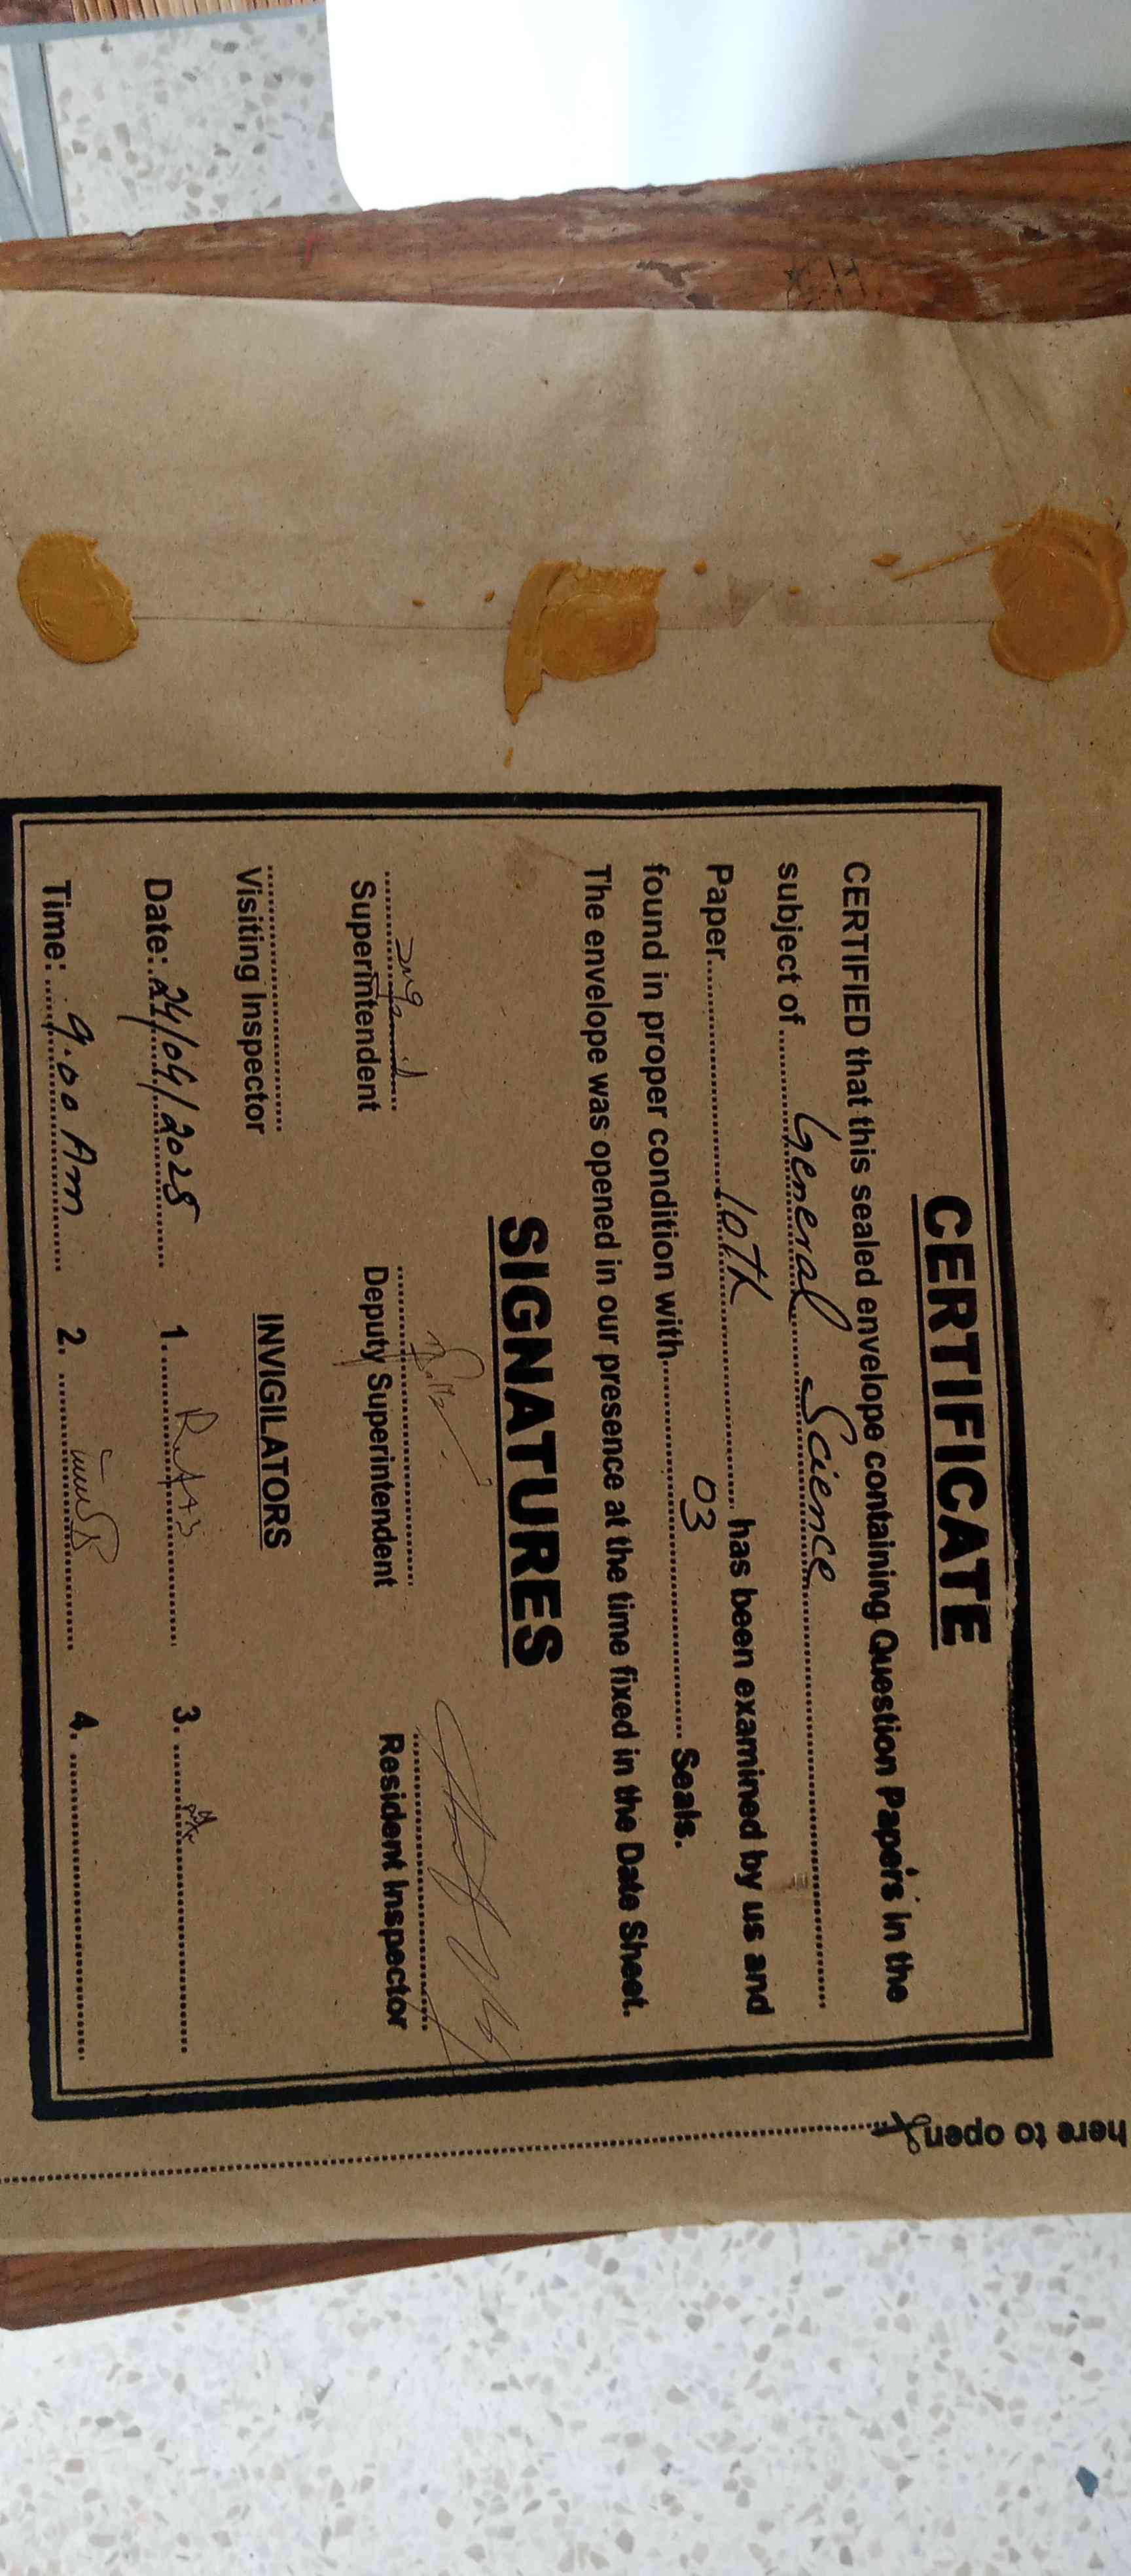 CERTIFICATE
CERTIFIED that this sealed envelope containing Question Papers in the
subject of General Science
Paper 10th has been examined by us and
found in proper condition with 03 Seals.
The envelope was opened in our presence at the time fixed in the Date Sheet.
SIGNATURES
Superintendent Deputy Superintendent Resident Inspector
Visiting Inspector INVIGILATORS
Date: 24/04/2025 1. 3.
Time: 9.00 Am 2. 4.
here to open